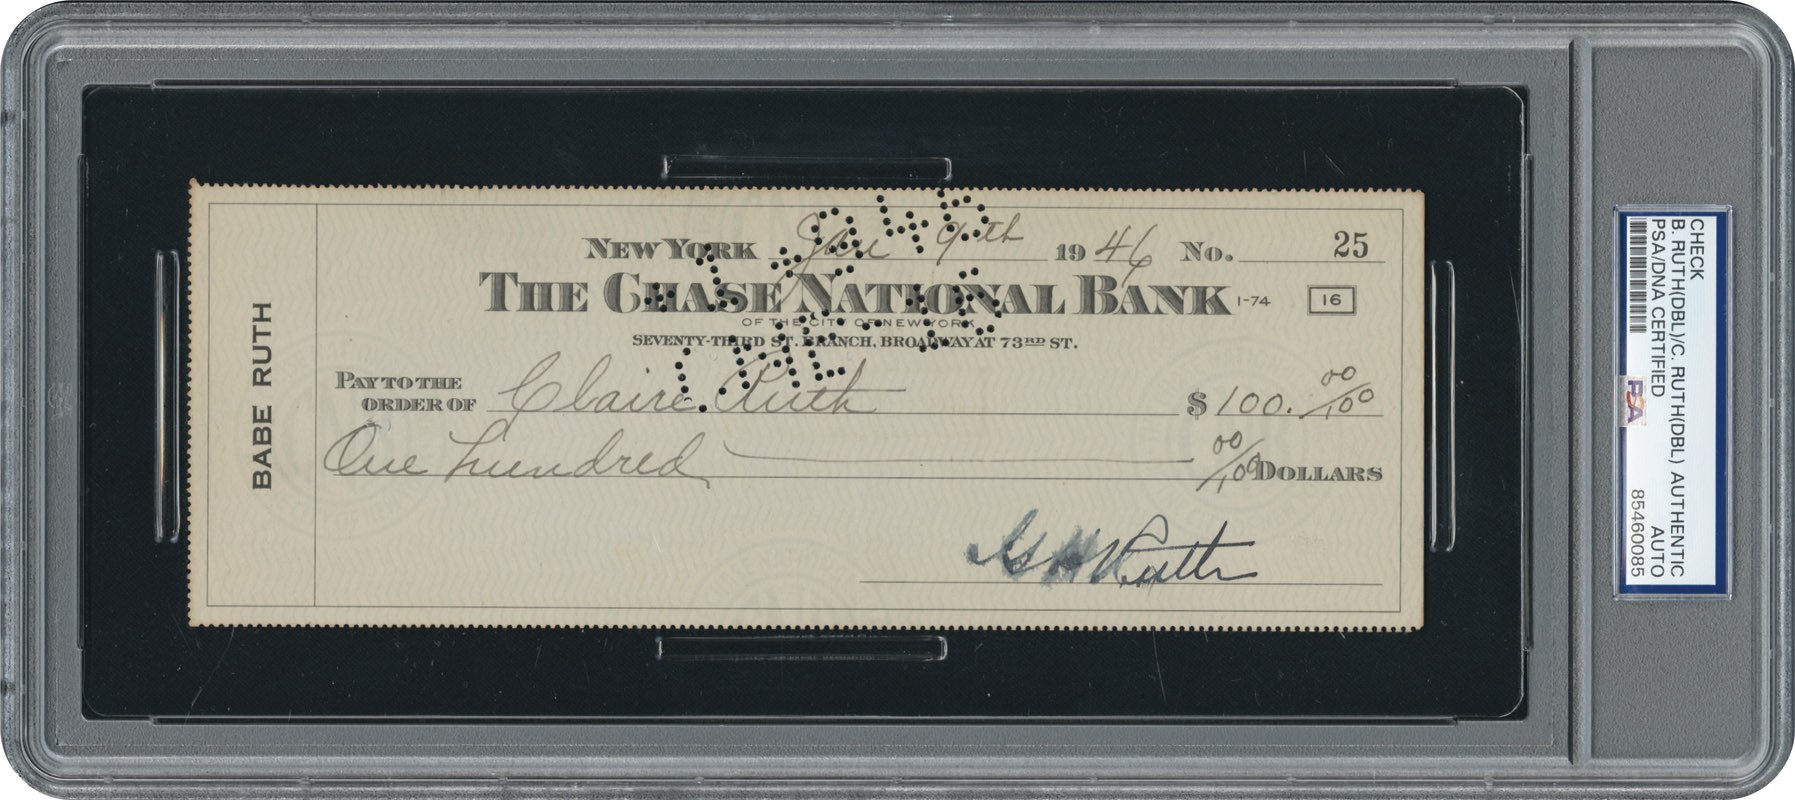 NEW YORK Jan 9th 1946 No. 25
THE CHASE NATIONAL BANK 1-74 16
OF THE CITY OF NEW YORK
SEVENTY-THIRD ST. BRANCH, BROADWAY AT 73RD ST.
BABE RUTH
PAY TO THE
ORDER OF Claire Ruth $ 100. 00/100
One hundred 00/100 DOLLARS
G H Ruth
CHECK
B. RUTH(DBL)/C. RUTH(DBL) AUTHENTIC
PSA/DNA CERTIFIED AUTO
85460085
PSA